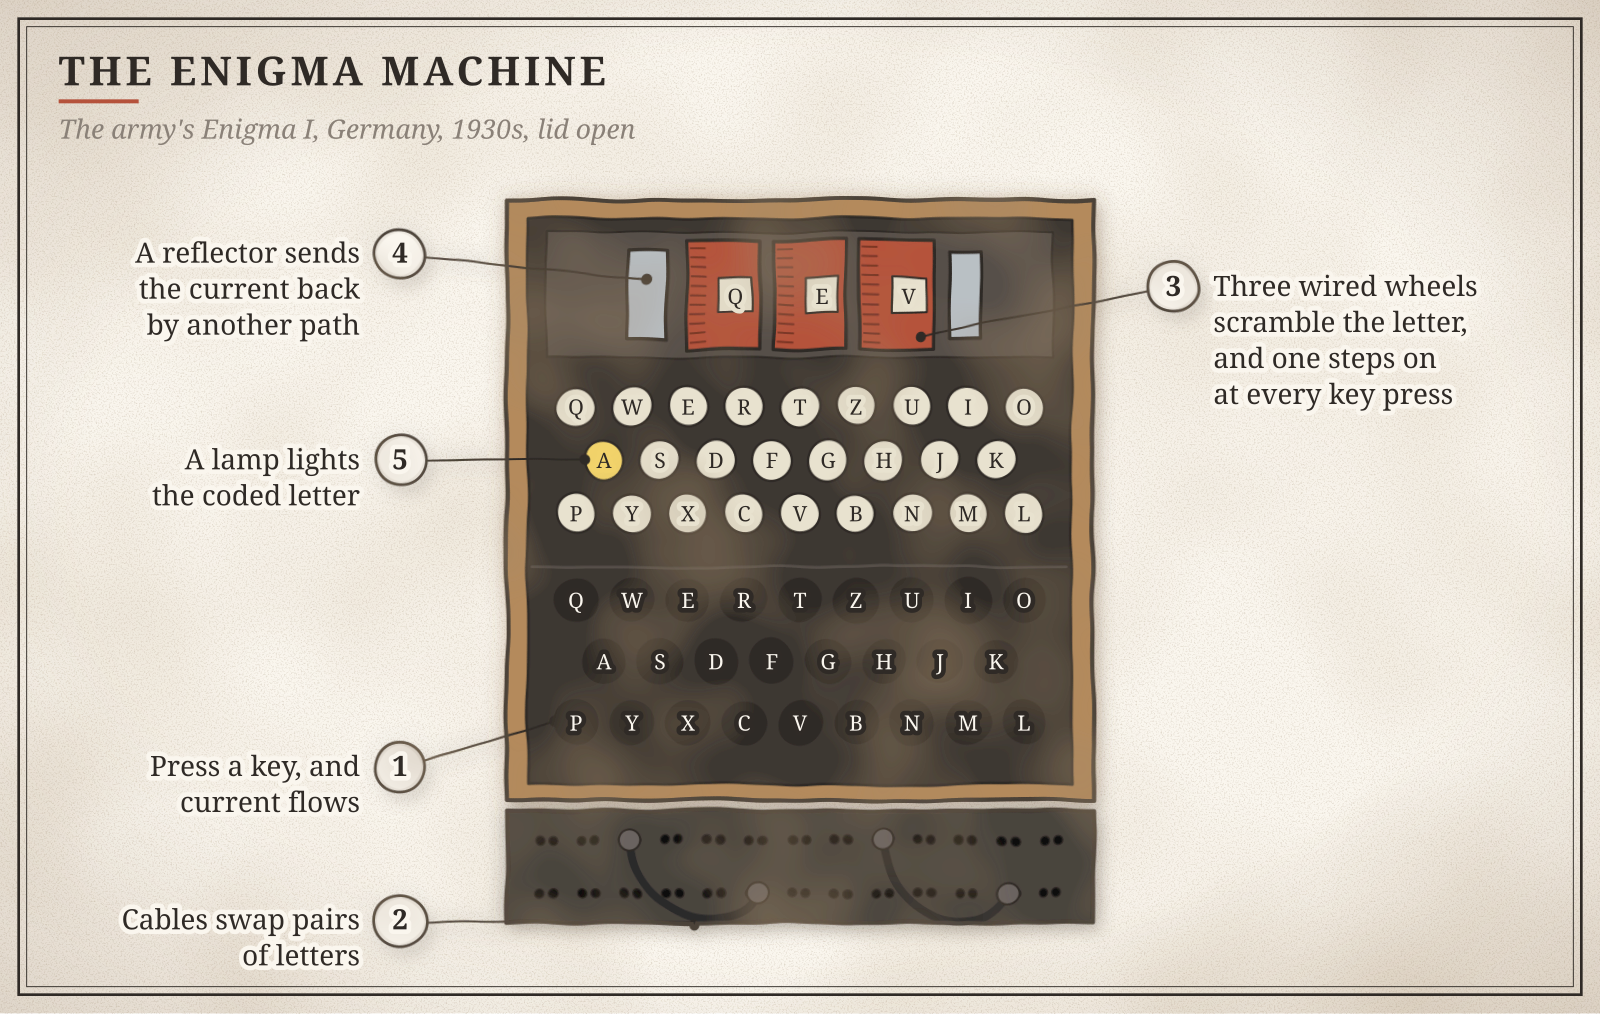 THE ENIGMA MACHINE
The army's Enigma I, Germany, 1930s, lid open
A reflector sends
the current back
by another path
4
Q E V
3
Three wired wheels
scramble the letter,
and one steps on
at every key press
Q W E R T Z U I O
A lamp lights
the coded letter
5
A S D F G H J K
P Y X C V B N M L
Q W E R T Z U I O
A S D F G H J K
P Y X C V B N M L
Press a key, and
current flows
1
Cables swap pairs
of letters
2